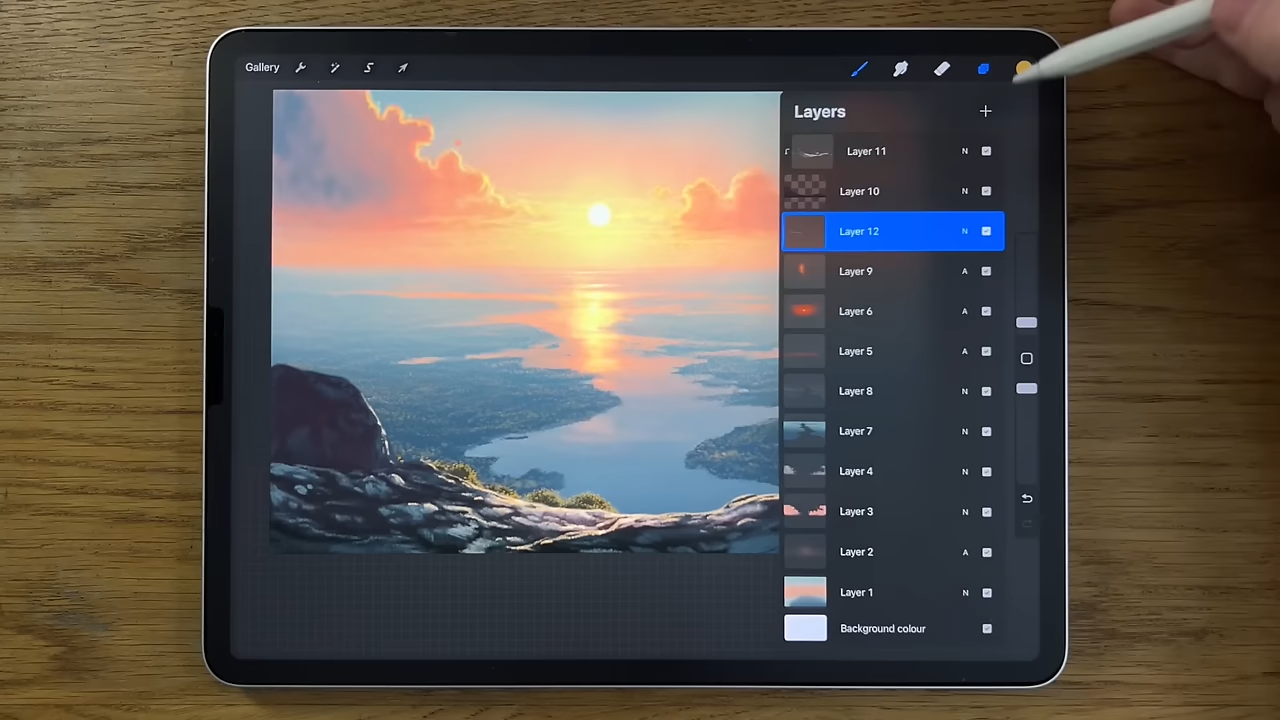 Gallery
Layers
Layer 11 N
Layer 10 N
Layer 12 N
Layer 9 A
Layer 6 A
Layer 5 A
Layer 8 N
Layer 7 N
Layer 4 N
Layer 3 N
Layer 2 A
Layer 1 N
Background colour